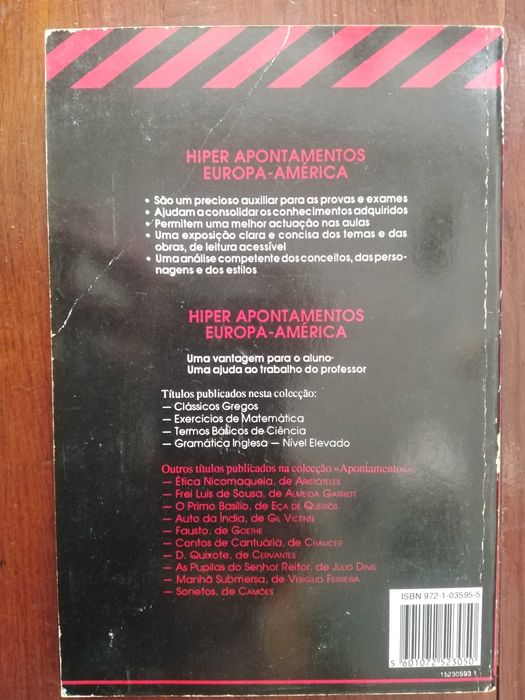 HIPER APONTAMENTOS
EUROPA-AMÉRICA
• São um precioso auxiliar para as provas e exames
• Ajudam a consolidar os conhecimentos adquiridos
• Permitem uma melhor actuação nas aulas
• Uma exposição clara e concisa dos temas e das
obras, de leitura acessível
• Uma análise competente dos conceitos, das perso-
nagens e dos estilos
HIPER APONTAMENTOS
EUROPA-AMÉRICA
Uma vantagem para o aluno
Uma ajuda ao trabalho do professor
Títulos publicados nesta colecção:
— Clássicos Gregos
— Exercícios de Matemática
— Termos Básicos de Ciência
— Gramática Inglesa — Nível Elevado
Outros títulos publicados na colecção «Apontamentos»:
— Ética Nicomaqueia, de ARISTÓTELES
— Frei Luís de Sousa, de ALMEIDA GARRETT
— O Primo Basílio, de EÇA DE QUEIRÓS
— Auto da Índia, de GIL VICENTE
— Fausto, de GOETHE
— Contos de Cantuária, de CHAUCER
— D. Quixote, de CERVANTES
— As Pupilas do Senhor Reitor, de JÚLIO DINIS
— Manhã Submersa, de VERGÍLIO FERREIRA
— Sonetos, de CAMÕES
ISBN 972-1-03595-5
5 601072 523050
15230593 1